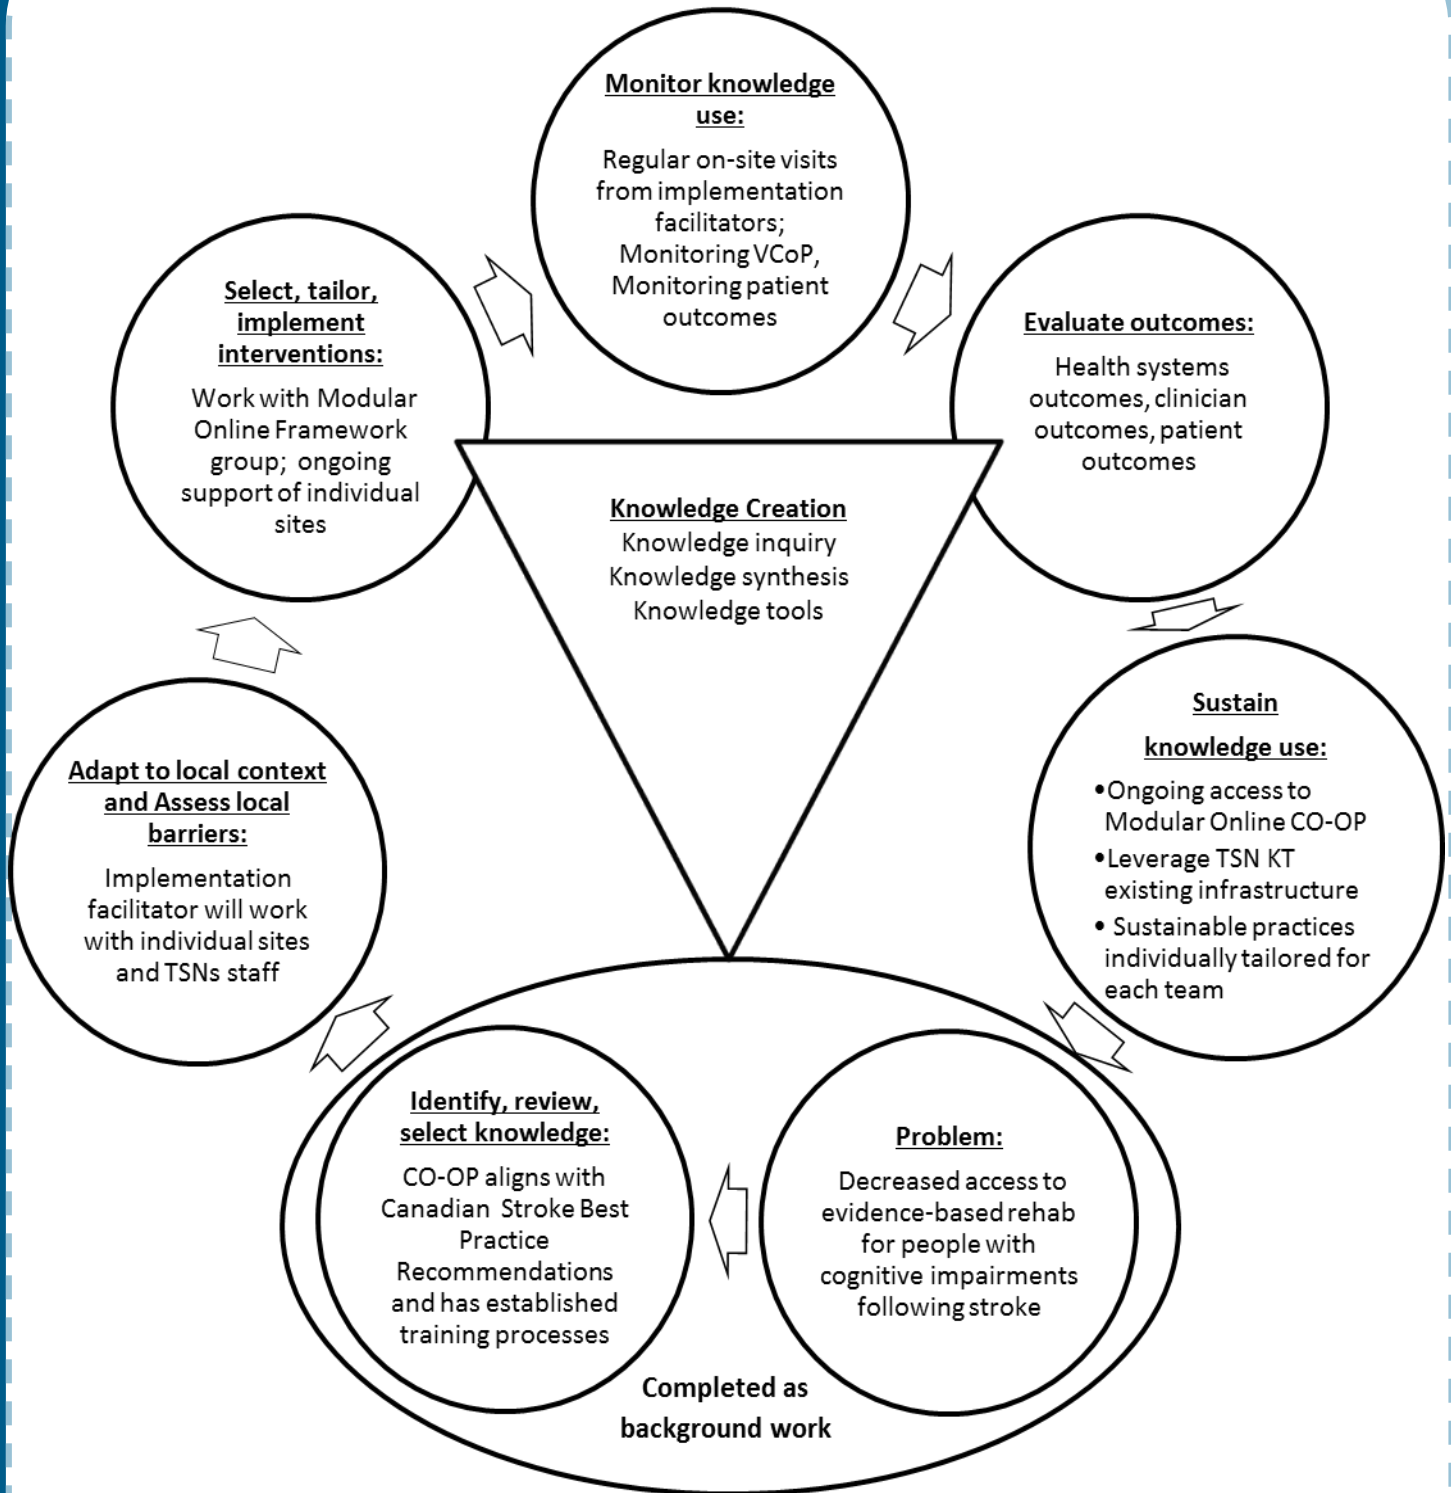 Monitor knowledge
use:
Regular on-site visits
from implementation
facilitators;
Monitoring VCoP,
Monitoring patient
outcomes
Select, tailor,
implement
interventions:
Work with Modular
Online Framework
group; ongoing
support of individual
sites
Evaluate outcomes:
Health systems
outcomes, clinician
outcomes, patient
outcomes
Knowledge Creation
Knowledge inquiry
Knowledge synthesis
Knowledge tools
Adapt to local context
and Assess local
barriers:
Implementation
facilitator will work
with individual sites
and TSNs staff
Sustain
knowledge use:
•Ongoing access to
Modular Online CO-OP
•Leverage TSN KT
existing infrastructure
• Sustainable practices
individually tailored for
each team
Identify, review,
select knowledge:
CO-OP aligns with
Canadian Stroke Best
Practice
Recommendations
and has established
training processes
Problem:
Decreased access to
evidence-based rehab
for people with
cognitive impairments
following stroke
Completed as
background work